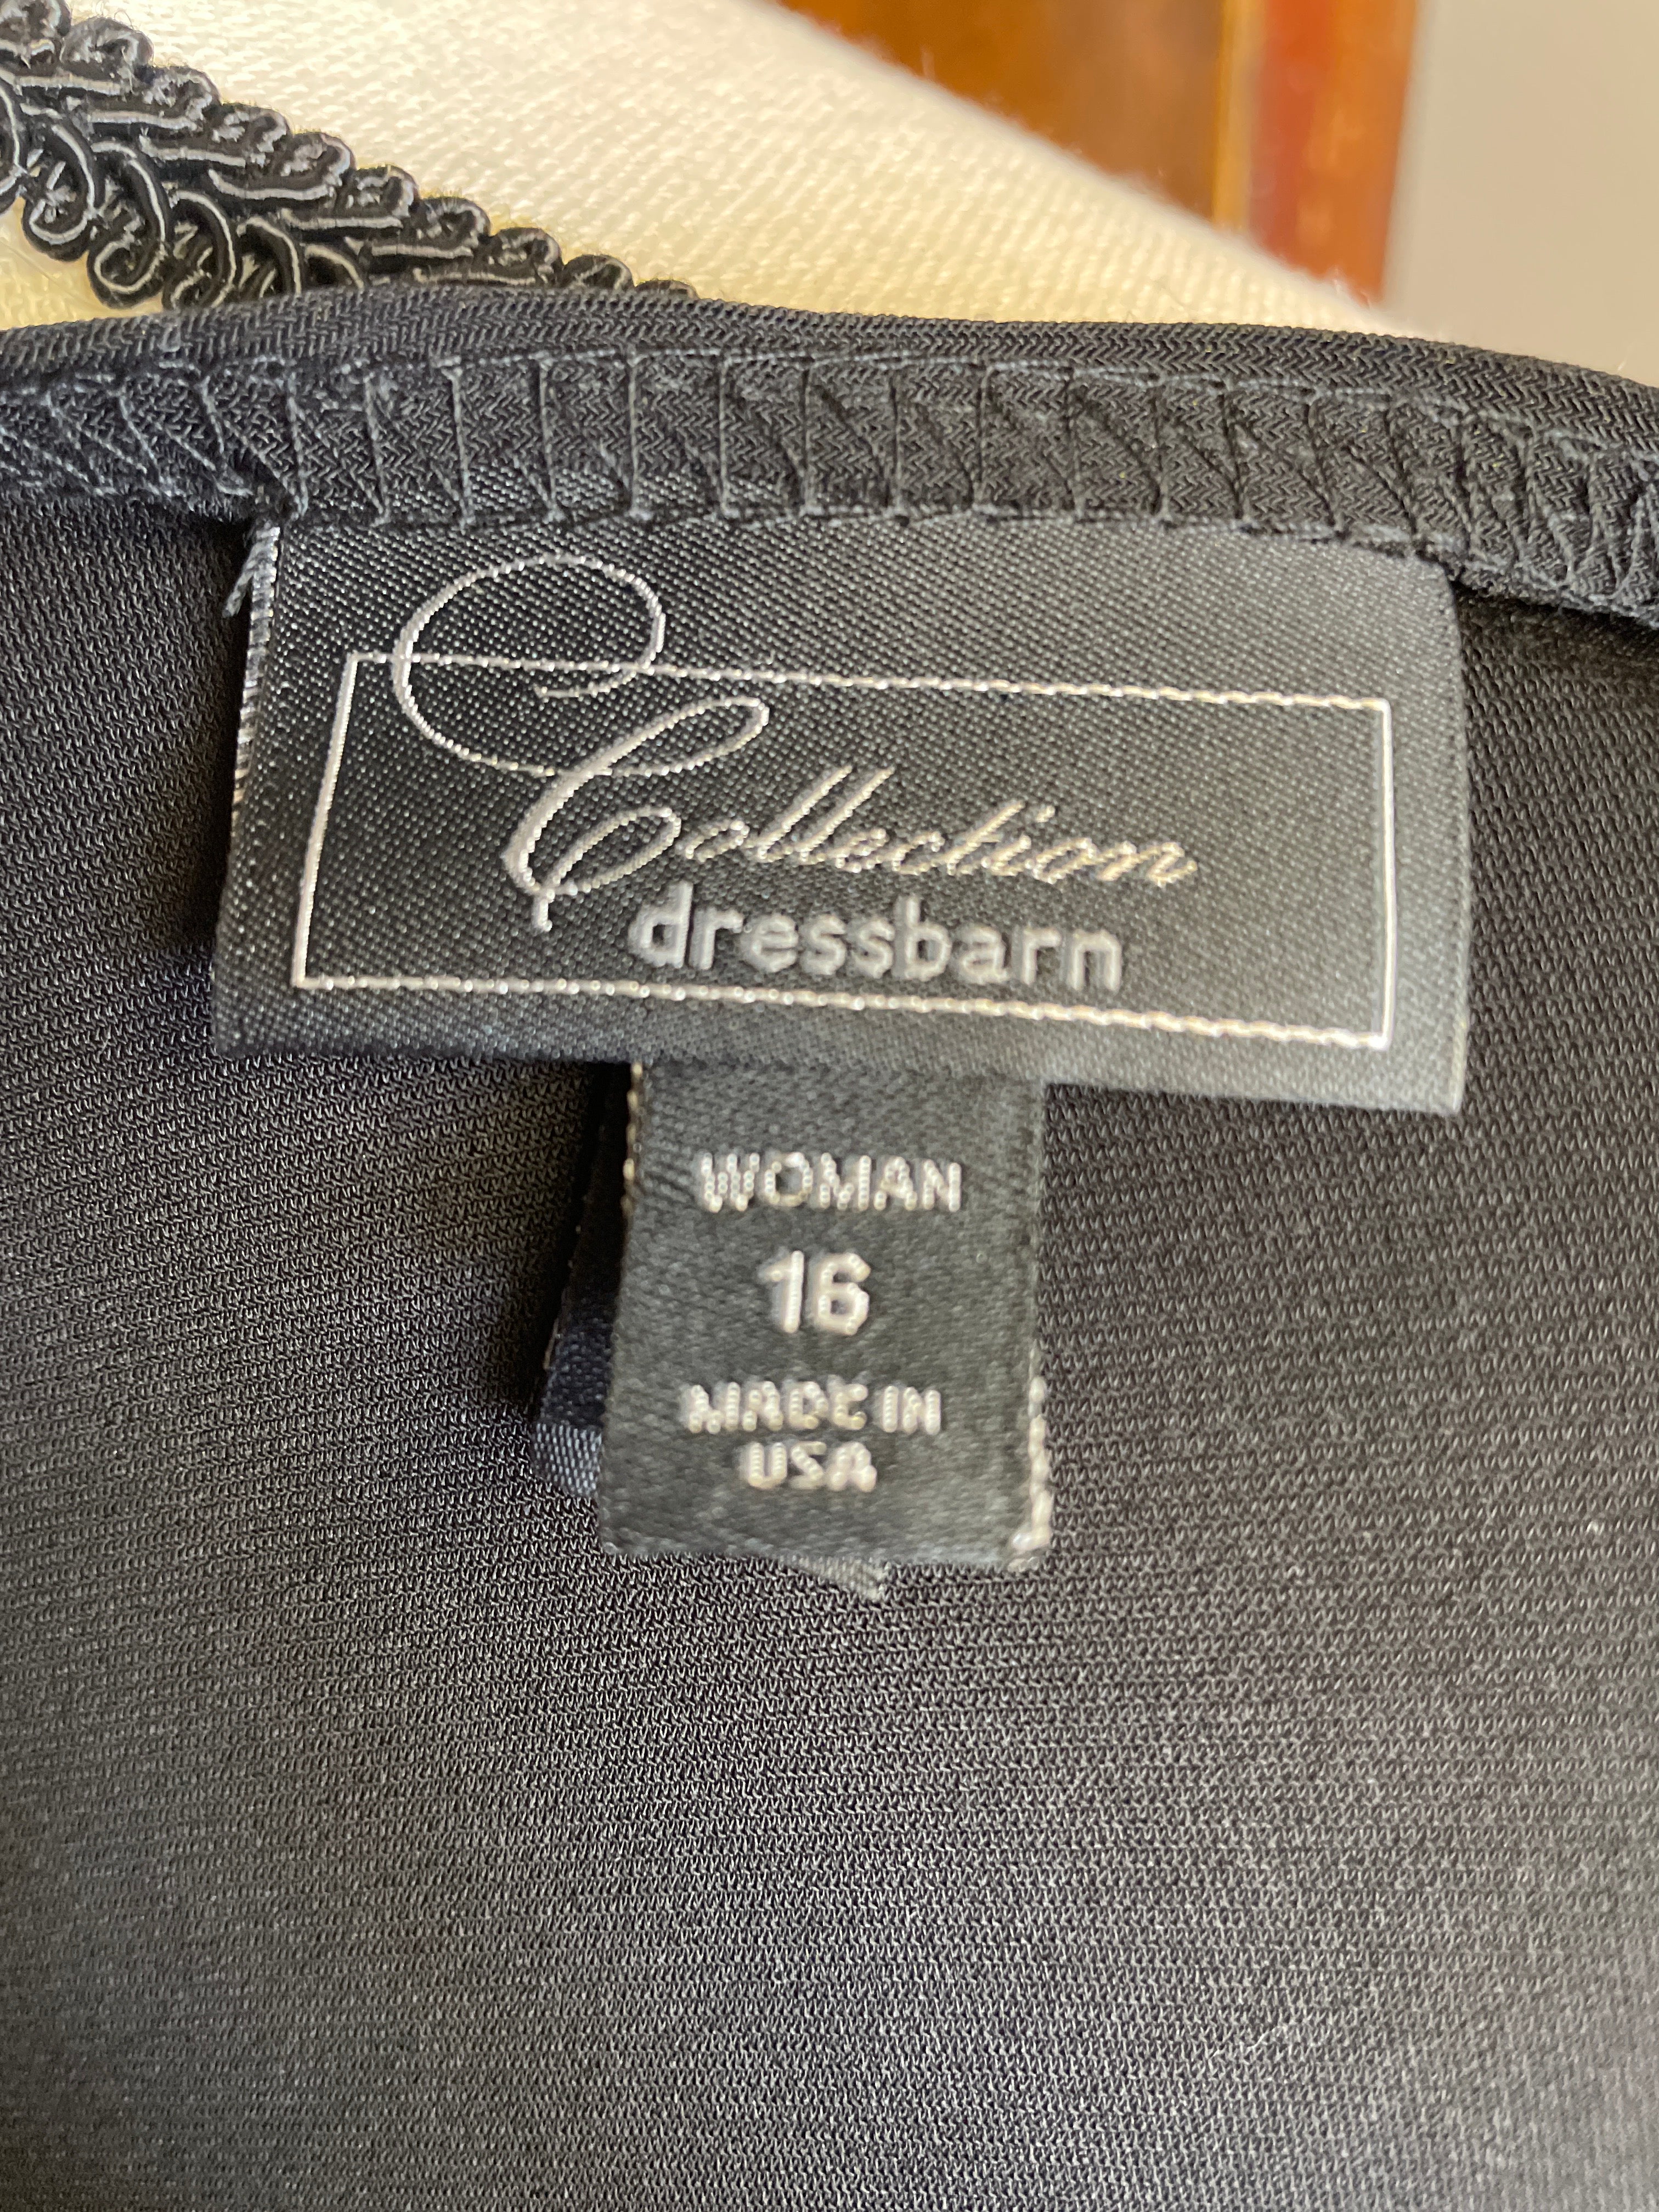 Collection
dressbarn
WOMAN
16
MADE IN
USA